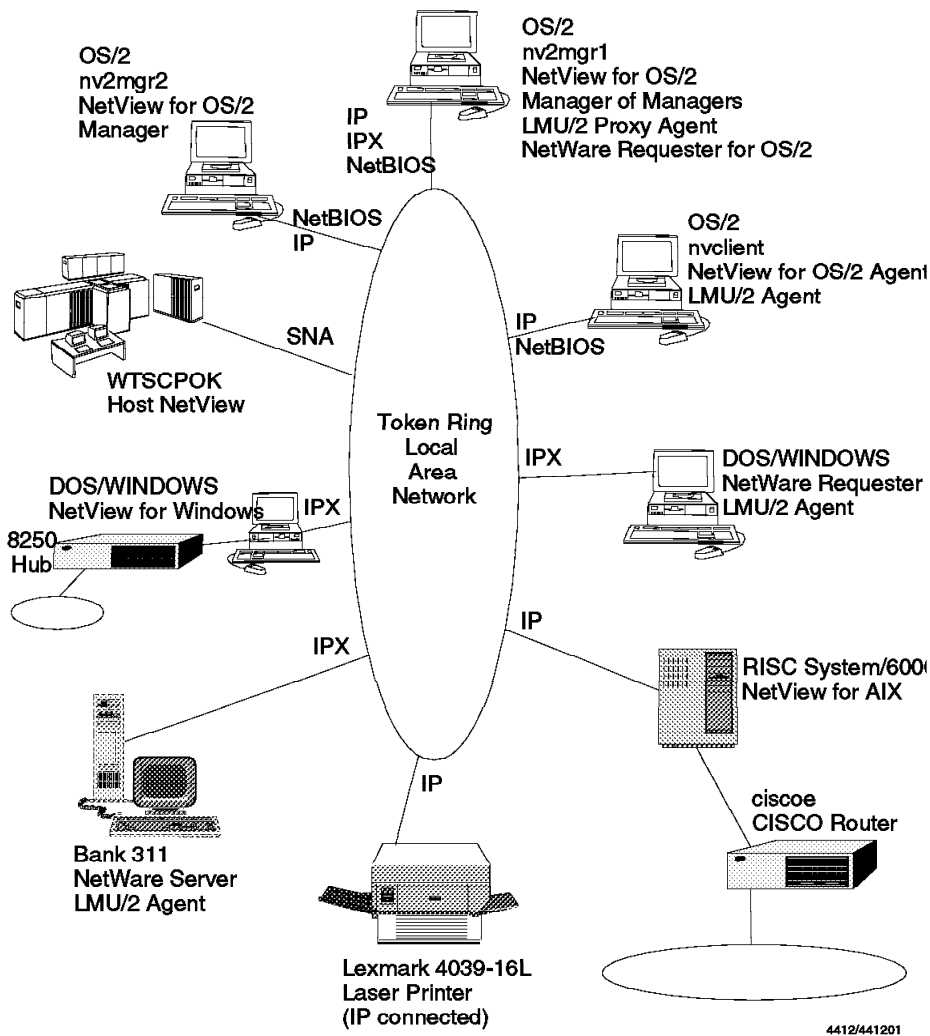 OS/2
nv2mgr1
NetView for OS/2
Manager of Managers
LMU/2 Proxy Agent
NetWare Requester for OS/2
IP
IPX
NetBIOS
OS/2
nv2mgr2
NetView for OS/2
Manager
NetBIOS
IP
OS/2
nvclient
NetView for OS/2 Agent
LMU/2 Agent
IP
NetBIOS
SNA
WTSCPOK
Host NetView
Token Ring
Local
Area
Network
IPX
DOS/WINDOWS
NetWare Requester
LMU/2 Agent
DOS/WINDOWS
NetView for Windows
IPX
8250
Hub
IPX
Bank 311
NetWare Server
LMU/2 Agent
IP
RISC System/600
NetView for AIX
IP
ciscoe
CISCO Router
Lexmark 4039-16L
Laser Printer
(IP connected)
4412/441201